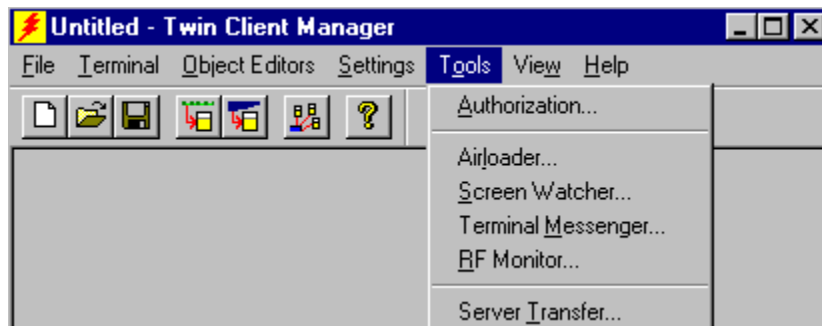 Untitled - Twin Client Manager
File Terminal Object Editors Settings Tools View Help
Authorization...
Airloader...
Screen Watcher...
Terminal Messenger...
RF Monitor...
Server Transfer...